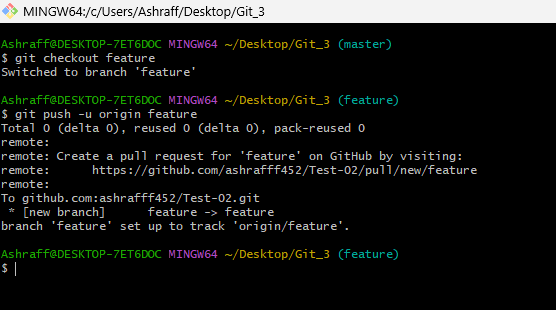 MINGW64:/c/Users/Ashraff/Desktop/Git_3
Ashraff@DESKTOP-7ET6DOC MINGW64 ~/Desktop/Git_3 (master)
$ git checkout feature
Switched to branch 'feature'
Ashraff@DESKTOP-7ET6DOC MINGW64 ~/Desktop/Git_3 (feature)
$ git push -u origin feature
Total 0 (delta 0), reused 0 (delta 0), pack-reused 0
remote:
remote: Create a pull request for 'feature' on GitHub by visiting:
remote:      https://github.com/ashrafff452/Test-02/pull/new/feature
remote:
To github.com:ashrafff452/Test-02.git
 * [new branch]      feature -> feature
branch 'feature' set up to track 'origin/feature'.
Ashraff@DESKTOP-7ET6DOC MINGW64 ~/Desktop/Git_3 (feature)
$